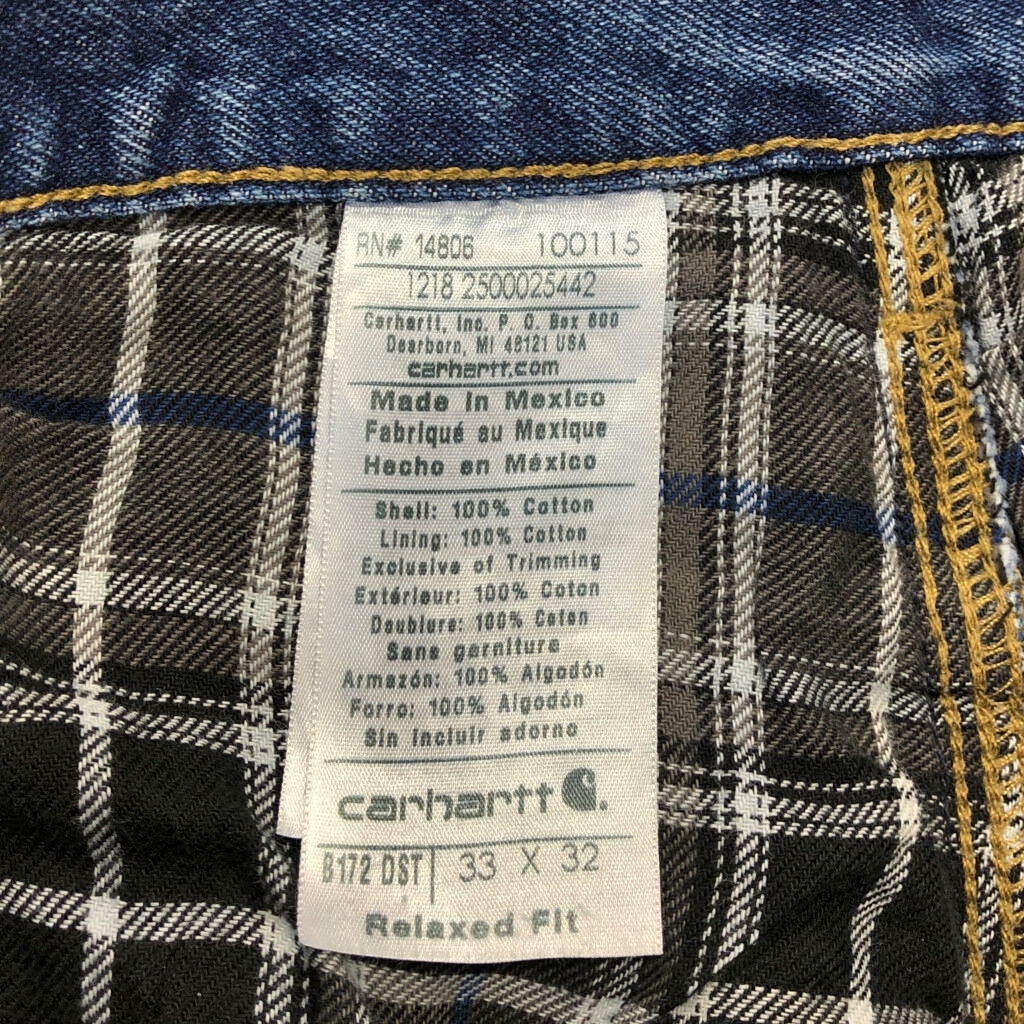 RN# 14806 100115
1218 2500025442
Carhartt, Inc. P. O. Box 600
Dearborn, MI 48121 USA
carhartt.com
Made in Mexico
Fabriqué au Mexique
Hecho en México
Shell: 100% Cotton
Lining: 100% Cotton
Exclusive of Trimming
Extérieur: 100% Coton
Doublure: 100% Coton
Sans garniture
Armazón: 100% Algodón
Forro: 100% Algodón
Sin incluir adorno
carhartt
B172 DST 33 X 32
Relaxed Fit